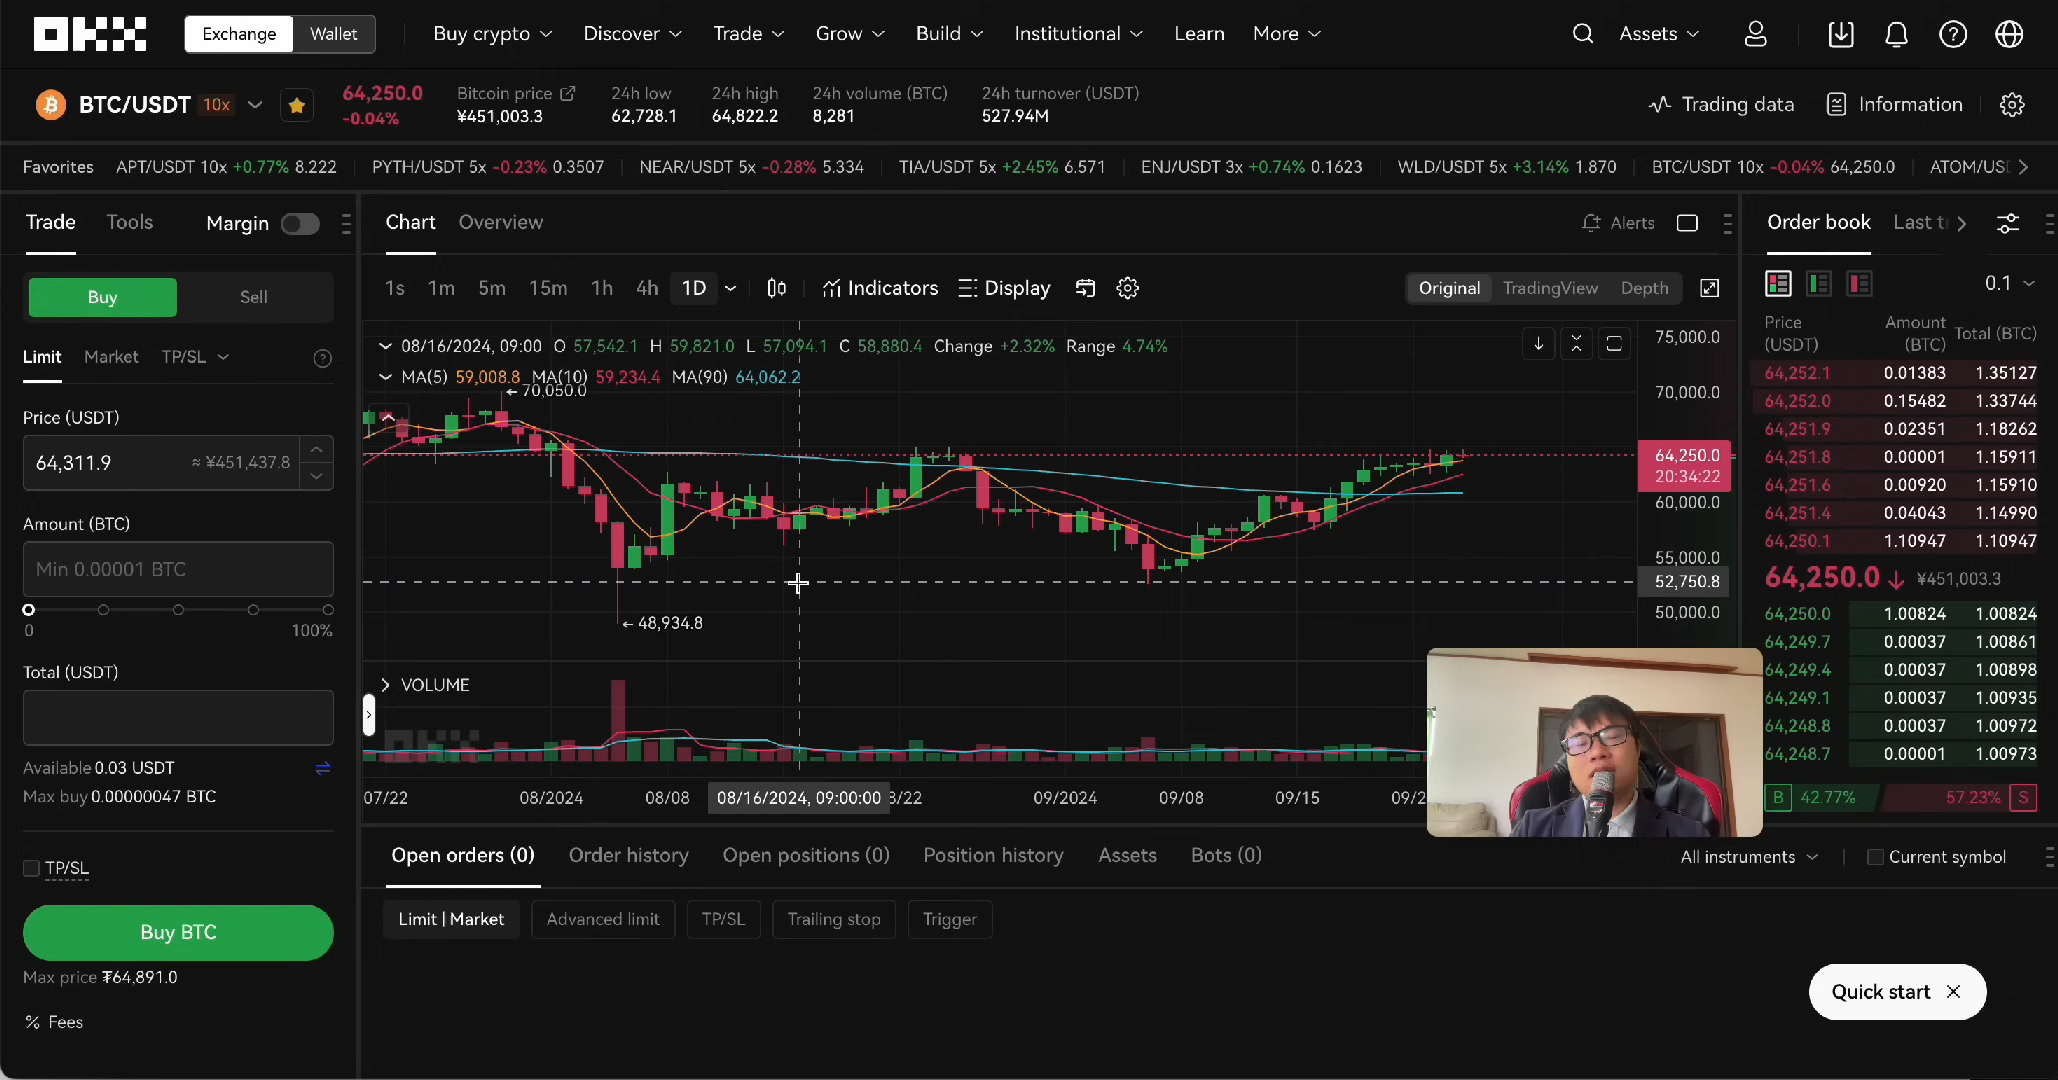 OKX Exchange Wallet Buy crypto Discover Trade Grow Build Institutional Learn More Assets
BTC/USDT 10x 64,250.0 -0.04% Bitcoin price ¥451,003.3 24h low 62,728.1 24h high 64,822.2 24h volume (BTC) 8,281 24h turnover (USDT) 527.94M Trading data Information
Favorites APT/USDT 10x +0.77% 8.222 PYTH/USDT 5x -0.23% 0.3507 NEAR/USDT 5x -0.28% 5.334 TIA/USDT 5x +2.45% 6.571 ENJ/USDT 3x +0.74% 0.1623 WLD/USDT 5x +3.14% 1.870 BTC/USDT 10x -0.04% 64,250.0 ATOM/US
Trade Tools Margin
Buy Sell
Limit Market TP/SL
Price (USDT)
64,311.9 ≈ ¥451,437.8
Amount (BTC)
Min 0.00001 BTC
0 100%
Total (USDT)
Available 0.03 USDT
Max buy 0.00000047 BTC
TP/SL
Buy BTC
Max price ₮64,891.0
% Fees
Chart Overview Alerts
1s 1m 5m 15m 1h 4h 1D Indicators Display Original TradingView Depth
08/16/2024, 09:00 O 57,542.1 H 59,821.0 L 57,094.1 C 58,880.4 Change +2.32% Range 4.74%
MA(5) 59,008.8 MA(10) 59,234.4 MA(90) 64,062.2
← 70,050.0
← 48,934.8
75,000.0
70,000.0
64,250.0
20:34:22
60,000.0
55,000.0
52,750.8
50,000.0
VOLUME
OKX
07/22 08/2024 08/08 08/16/2024, 09:00:00 8/22 09/2024 09/08 09/15 09/2
Open orders (0) Order history Open positions (0) Position history Assets Bots (0) All instruments Current symbol
Limit | Market Advanced limit TP/SL Trailing stop Trigger
Order book Last t
0.1
Price (USDT) Amount (BTC) Total (BTC)
64,252.1 0.01383 1.35127
64,252.0 0.15482 1.33744
64,251.9 0.02351 1.18262
64,251.8 0.00001 1.15911
64,251.6 0.00920 1.15910
64,251.4 0.04043 1.14990
64,250.1 1.10947 1.10947
64,250.0 ↓ ¥451,003.3
64,250.0 1.00824 1.00824
64,249.7 0.00037 1.00861
64,249.4 0.00037 1.00898
64,249.1 0.00037 1.00935
64,248.8 0.00037 1.00972
64,248.7 0.00001 1.00973
B 42.77% 57.23% S
Quick start